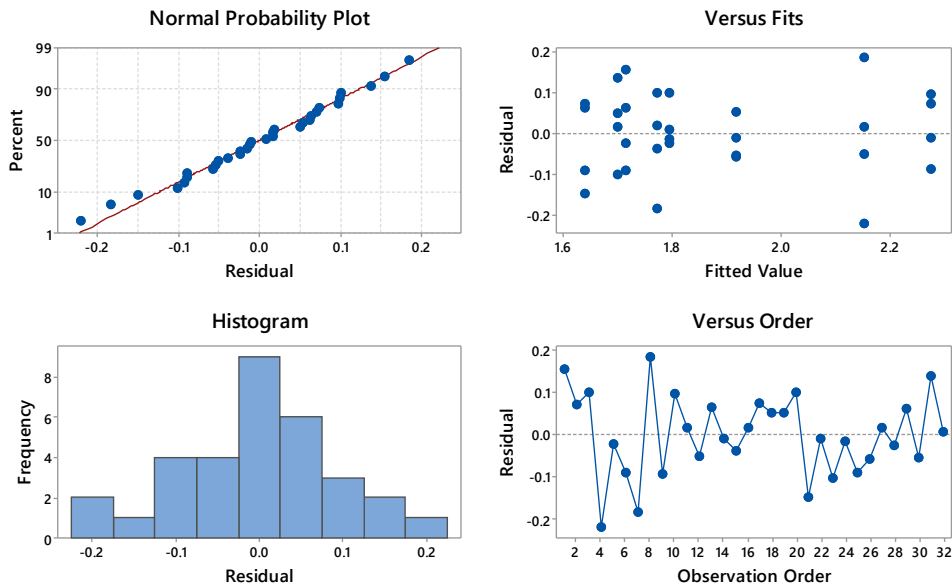 Normal Probability Plot
99
90
50
10
1
Percent
-0.2 -0.1 0.0 0.1 0.2
Residual
Versus Fits
0.2
0.1
0.0
-0.1
-0.2
Residual
1.6 1.8 2.0 2.2
Fitted Value
Histogram
8
6
4
2
0
Frequency
-0.2 -0.1 0.0 0.1 0.2
Residual
Versus Order
0.2
0.1
0.0
-0.1
-0.2
Residual
2 4 6 8 10 12 14 16 18 20 22 24 26 28 30 32
Observation Order